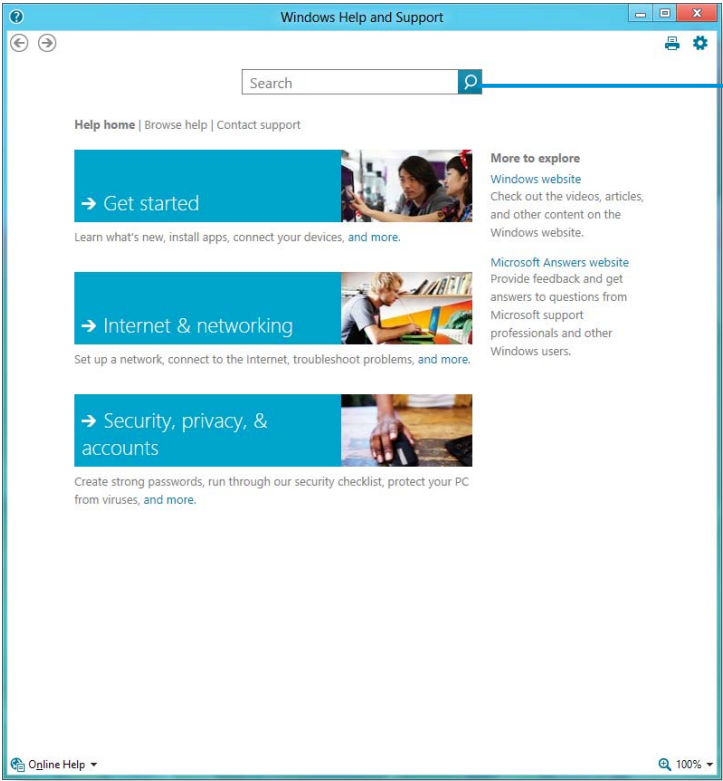 Windows Help and Support
Search
Help home | Browse help | Contact support
→ Get started
Learn what's new, install apps, connect your devices, and more.
→ Internet & networking
Set up a network, connect to the Internet, troubleshoot problems, and more.
→ Security, privacy, &
accounts
Create strong passwords, run through our security checklist, protect your PC
from viruses, and more.
More to explore
Windows website
Check out the videos, articles,
and other content on the
Windows website.
Microsoft Answers website
Provide feedback and get
answers to questions from
Microsoft support
professionals and other
Windows users.
Online Help
100%